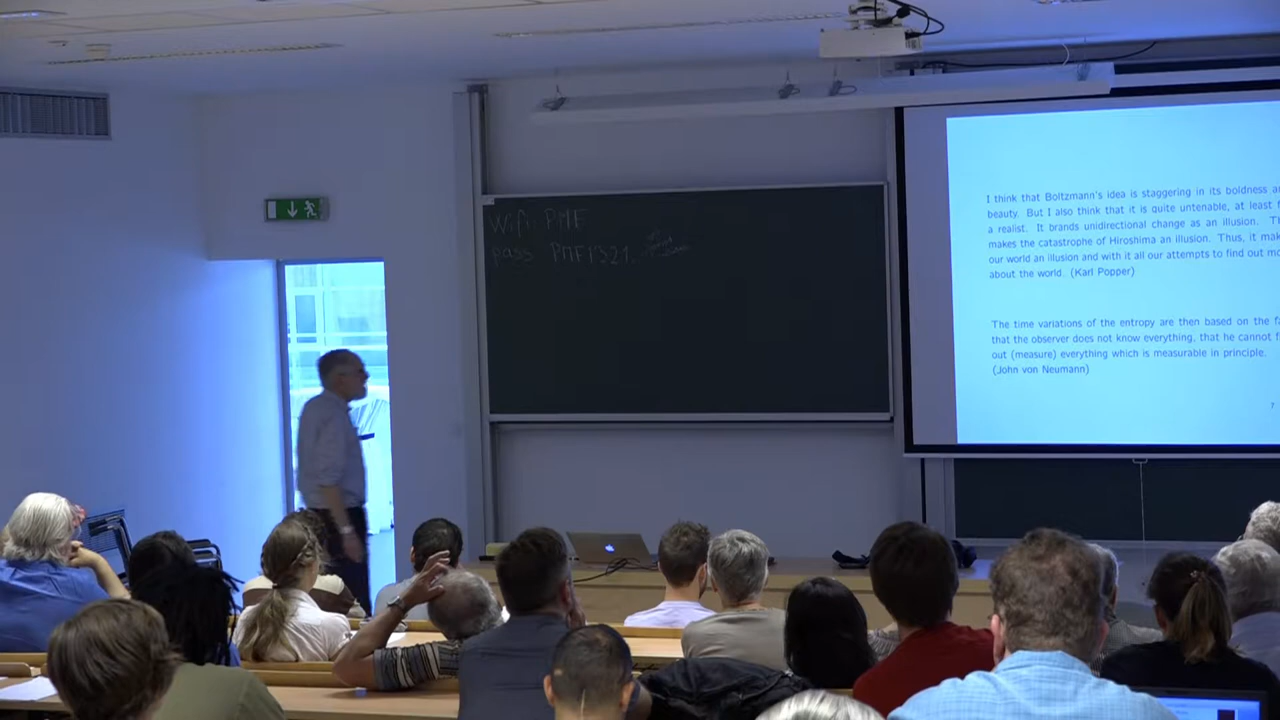 Wifi PMF
pass PMF1321.
I think that Boltzmann's idea is staggering in its boldness
beauty. But I also think that it is quite untenable, at least
a realist. It brands unidirectional change as an illusion.
makes the catastrophe of Hiroshima an illusion. Thus, it
our world an illusion and with it all our attempts to find out
about the world. (Karl Popper)
The time variations of the entropy are then based on the
that the observer does not know everything, that he cannot
out (measure) everything which is measurable in principle.
(John von Neumann)
7